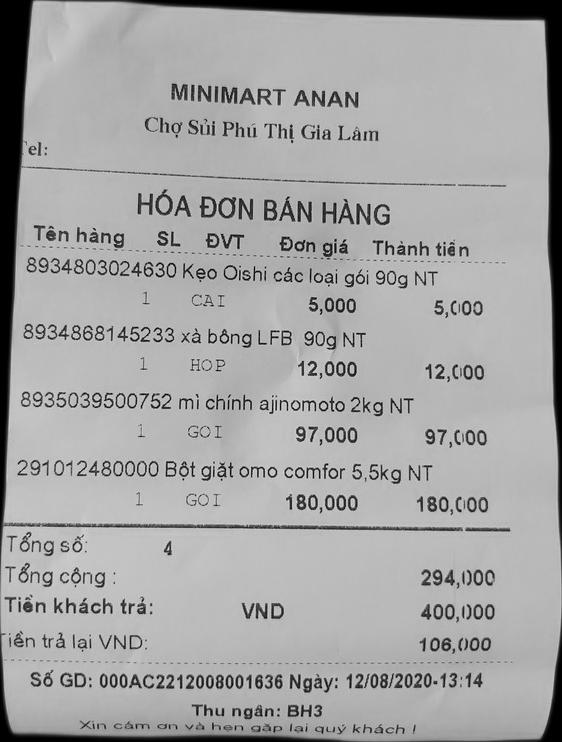 MINIMART ANAN
Chợ Sủi Phú Thị Gia Lâm
Tel:
HÓA ĐƠN BÁN HÀNG
Tên hàng SL ĐVT Đơn giá Thành tiền
8934803024630 Kẹo Oishi các loại gói 90g NT
1 CAI 5,000 5,000
8934868145233 xà bông LFB 90g NT
1 HOP 12,000 12,000
8935039500752 mì chính ajinomoto 2kg NT
1 GOI 97,000 97,000
291012480000 Bột giặt omo comfor 5,5kg NT
1 GOI 180,000 180,000
Tổng số: 4
Tổng cộng : 294,000
Tiền khách trả: VND 400,000
Tiền trả lại VND: 106,000
Số GD: 000AC2212008001636 Ngày: 12/08/2020-13:14
Thu ngân: BH3
Xin cảm ơn và hẹn gặp lại quý khách !